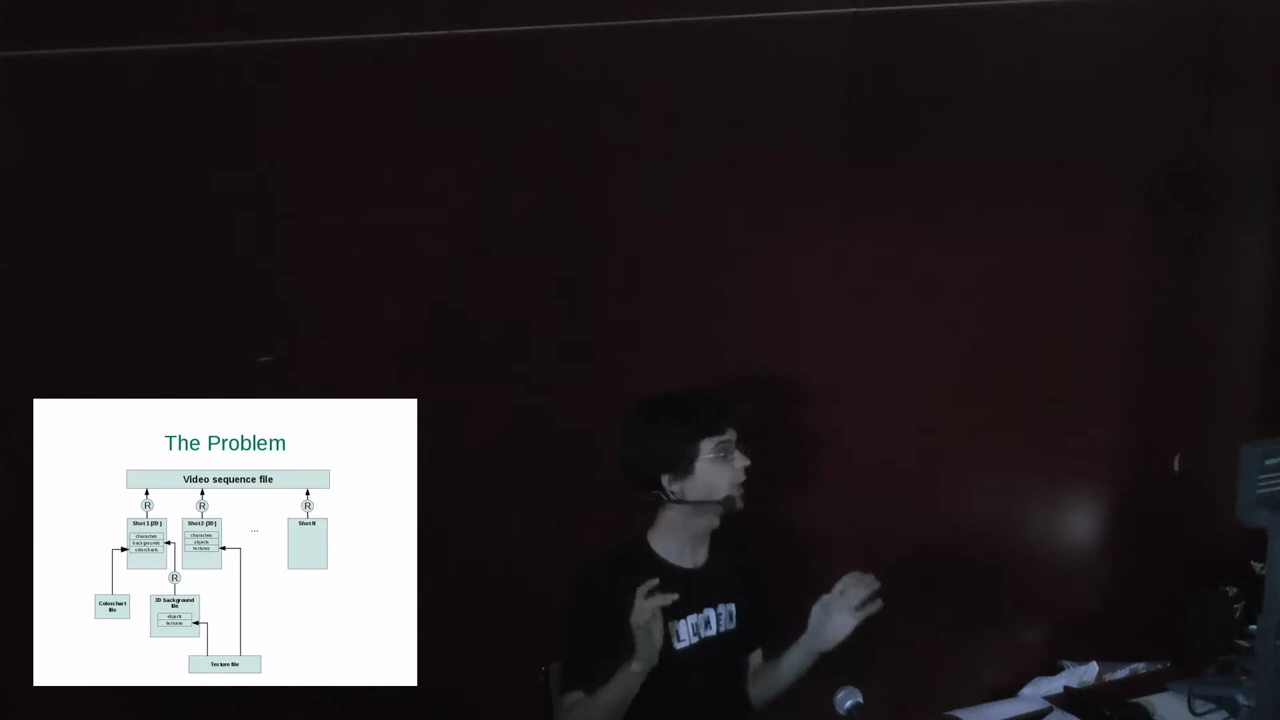 The Problem
Video sequence file
R
R
R
Shot 1 (2D)
characters
backgrounds
colorcharts
Shot 2 (3D)
characters
objects
textures
...
Shot N
R
Colorchart
file
3D background
file
objects
textures
Texture file